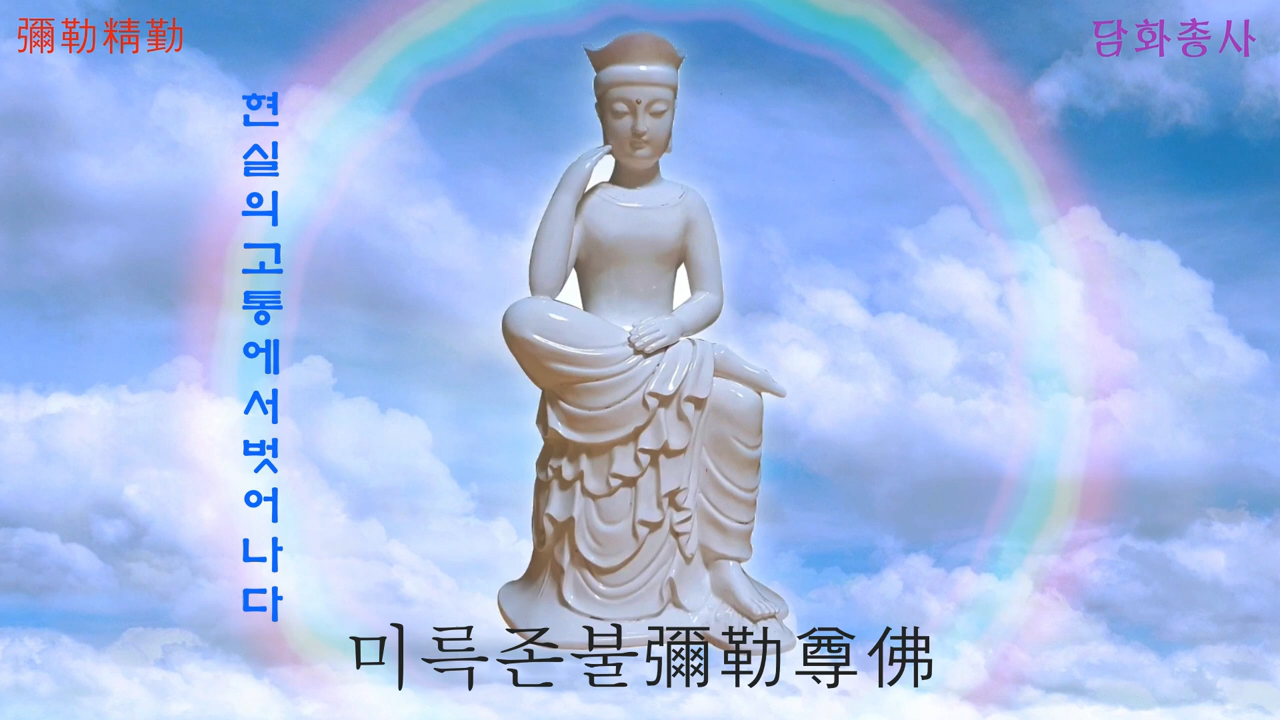 彌勒精勤
담화총사
현실의고통에서벗어나다
미륵존불彌勒尊佛